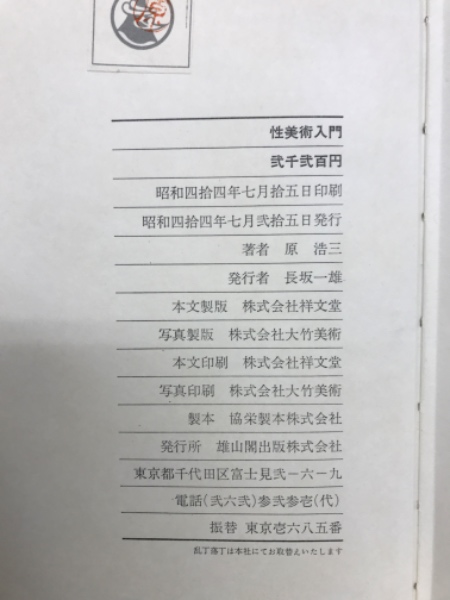 性美術入門
弐千弐百円
昭和四拾四年七月拾五日印刷
昭和四拾四年七月弐拾五日発行
著者 原 浩三
発行者 長坂一雄
本文製版 株式会社祥文堂
写真製版 株式会社大竹美術
本文印刷 株式会社祥文堂
写真印刷 株式会社大竹美術
製本 協栄製本株式会社
発行所 雄山閣出版株式会社
東京都千代田区富士見弐－六－九
電話(弐六弐)参弐参壱(代)
振替 東京壱六八五番
乱丁落丁は本社にてお取替えいたします